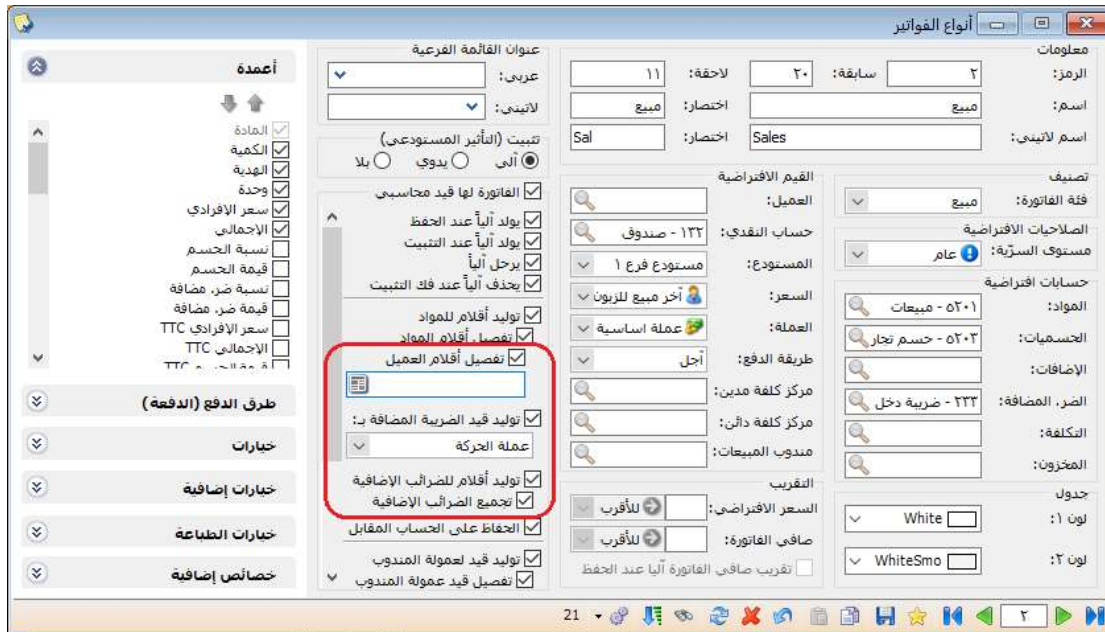 أنواع الفواتير
معلومات
الرمز: ٢ سابقة: ٢٠ لاحقة: ١١
اسم: مبيع اختصار: مبيع
اسم لاتيني: Sales اختصار: Sal
تصنيف
فئة الفاتورة: مبيع
الصلاحيات الافتراضية
مستوى السرّية: عام
حسابات افتراضية
المواد: ٥٢٠١ - مبيعات
الحسميات: ٥٢٠٣ - حسم تجار
الإضافات:
الضر. المضافة: ٢٣٣ - ضريبة دخل
التكلفة:
المخزون:
جدول
لون ١: White
لون ٢: WhiteSmo
القيم الافتراضية
العميل:
حساب النقدي: ١٣٢ - صندوق
المستودع: مستودع فرع ١
السعر: آخر مبيع للزبون
العملة: عملة اساسية
طريقة الدفع: آجل
مركز كلفة مدين:
مركز كلفة دائن:
مندوب المبيعات:
التقريب
السعر الافتراضي: للأقرب
صافي الفاتورة: للأقرب
تقريب صافي الفاتورة آليا عند الحفظ
عنوان القائمة الفرعية
عربي:
لاتيني:
تثبيت (التأثير المستودعي)
آلي يدوي بلا
الفاتورة لها قيد محاسبي
يولد آلياً عند الحفظ
يولد آلياً عند التثبيت
يرحل آلياً
يحذف آلياً عند فك التثبيت
توليد أقلام للمواد
تفصيل أقلام المواد
تفصيل أقلام العميل
توليد قيد الضريبة المضافة بـ:
عملة الحركة
توليد أقلام للضرائب الإضافية
تجميع الضرائب الإضافية
الحفاظ على الحساب المقابل
توليد قيد لعمولة المندوب
تفصيل قيد عمولة المندوب
أعمدة
المادة
الكمية
الهدية
وحدة
سعر الإفرادي
الإجمالي
نسبة الحسم
قيمة الحسم
نسبة ضر. مضافة
قيمة ضر. مضافة
سعر الإفرادي TTC
الإجمالي TTC
قيمة الحسم TTC
طرق الدفع (الدفعة)
خيارات
خيارات إضافية
خيارات الطباعة
خصائص إضافية
٢
21